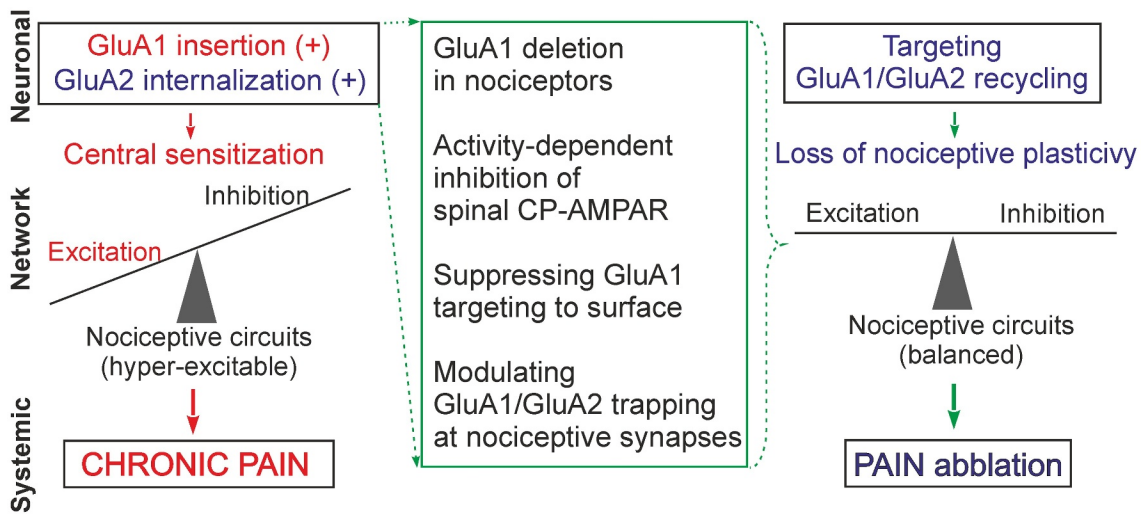 Neuronal
GluA1 insertion (+)
GluA2 internalization (+)
Central sensitization
Network
Inhibition
Excitation
Nociceptive circuits
(hyper-excitable)
Systemic
CHRONIC PAIN
GluA1 deletion
in nociceptors
Activity-dependent
inhibition of
spinal CP-AMPAR
Suppressing GluA1
targeting to surface
Modulating
GluA1/GluA2 trapping
at nociceptive synapses
Targeting
GluA1/GluA2 recycling
Loss of nociceptive plasticivy
Excitation
Inhibition
Nociceptive circuits
(balanced)
PAIN abblation